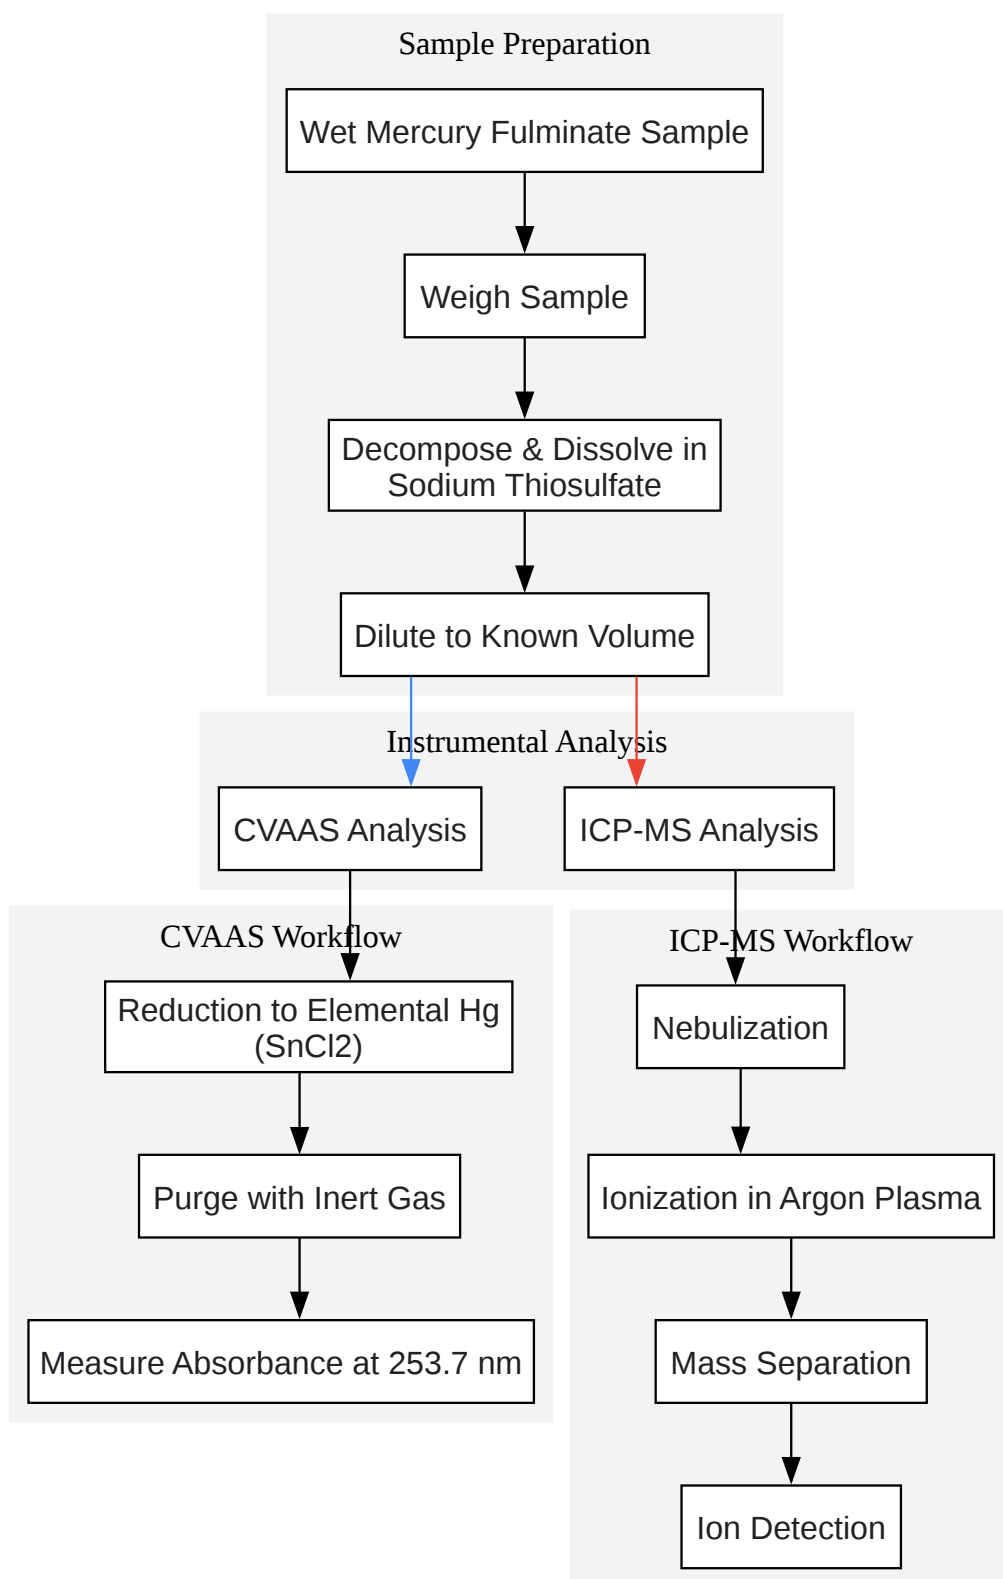 Sample Preparation
Wet Mercury Fulminate Sample
Weigh Sample
Decompose & Dissolve in
Sodium Thiosulfate
Dilute to Known Volume
Instrumental Analysis
CVAAS Analysis
ICP-MS Analysis
CVAAS Workflow
Reduction to Elemental Hg
(SnCl2)
Purge with Inert Gas
Measure Absorbance at 253.7 nm
ICP-MS Workflow
Nebulization
Ionization in Argon Plasma
Mass Separation
Ion Detection